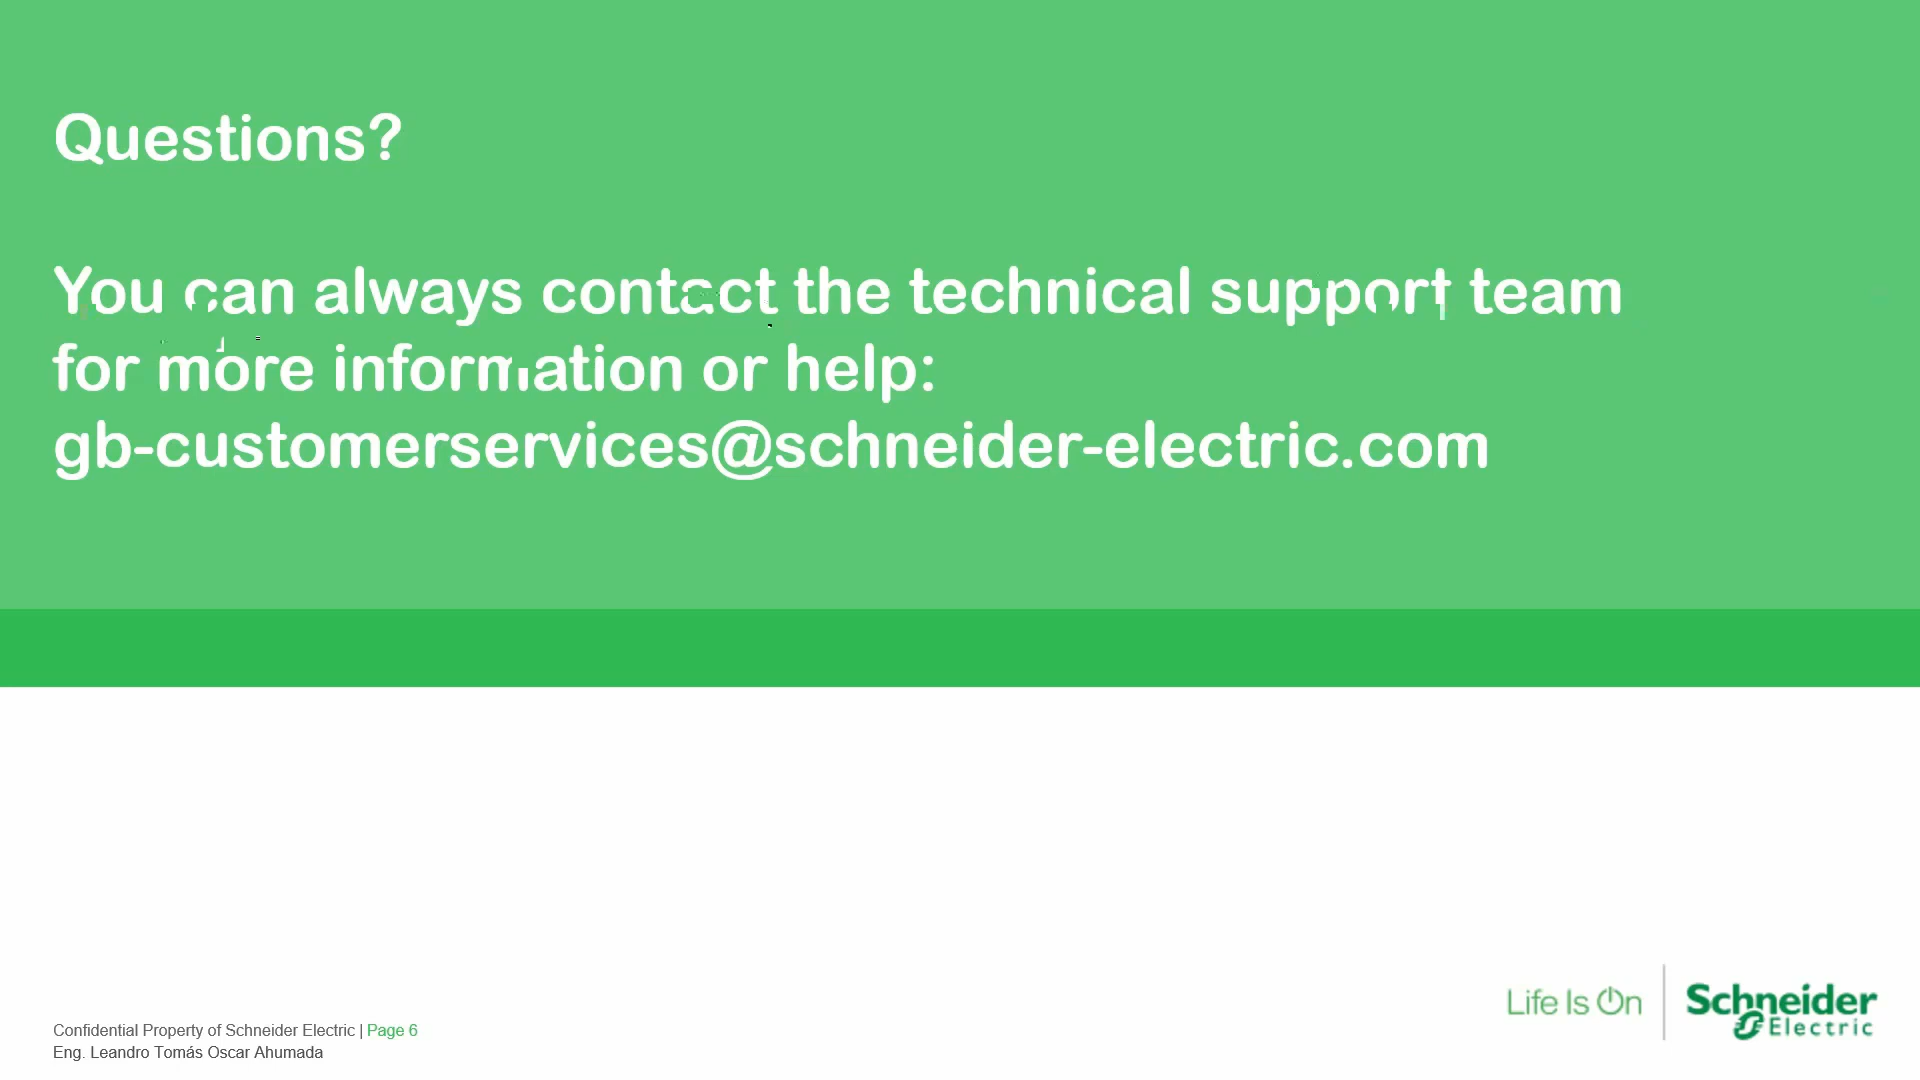 Questions?
You can always contact the technical support team
for more information or help:
gb-customerservices@schneider-electric.com
Confidential Property of Schneider Electric | Page 6
Eng. Leandro Tomás Oscar Ahumada
Life Is On
Schneider
Electric